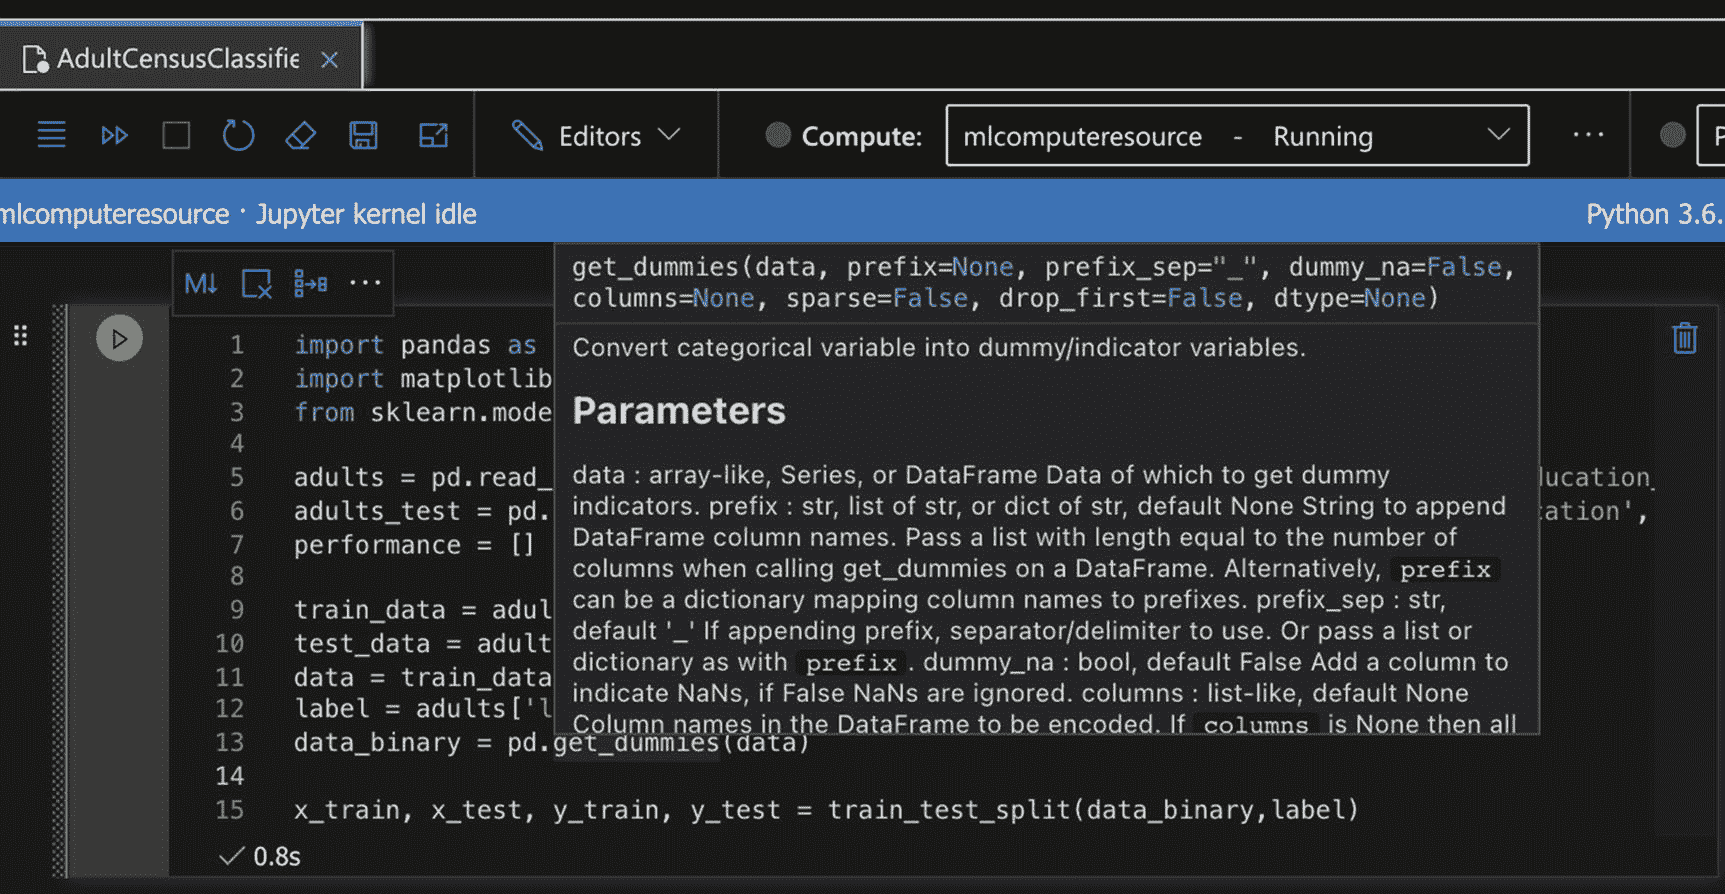 AdultCensusClassifie
Editors
Compute: mlcomputeresource - Running
mlcomputeresource · Jupyter kernel idle
Python 3.6.
M↓
get_dummies(data, prefix=None, prefix_sep="_", dummy_na=False,
columns=None, sparse=False, drop_first=False, dtype=None)
Convert categorical variable into dummy/indicator variables.
Parameters
data : array-like, Series, or DataFrame Data of which to get dummy
indicators. prefix : str, list of str, or dict of str, default None String to append
DataFrame column names. Pass a list with length equal to the number of
columns when calling get_dummies on a DataFrame. Alternatively, prefix
can be a dictionary mapping column names to prefixes. prefix_sep : str,
default '_' If appending prefix, separator/delimiter to use. Or pass a list or
dictionary as with prefix . dummy_na : bool, default False Add a column to
indicate NaNs, if False NaNs are ignored. columns : list-like, default None
Column names in the DataFrame to be encoded. If columns is None then all
1 import pandas as
2 import matplotlib
3 from sklearn.mode
4
5 adults = pd.read_ ducation_
6 adults_test = pd. cation',
7 performance = []
8
9 train_data = adul
10 test_data = adult
11 data = train_data
12 label = adults['l
13 data_binary = pd.get_dummies(data)
14
15 x_train, x_test, y_train, y_test = train_test_split(data_binary,label)
0.8s